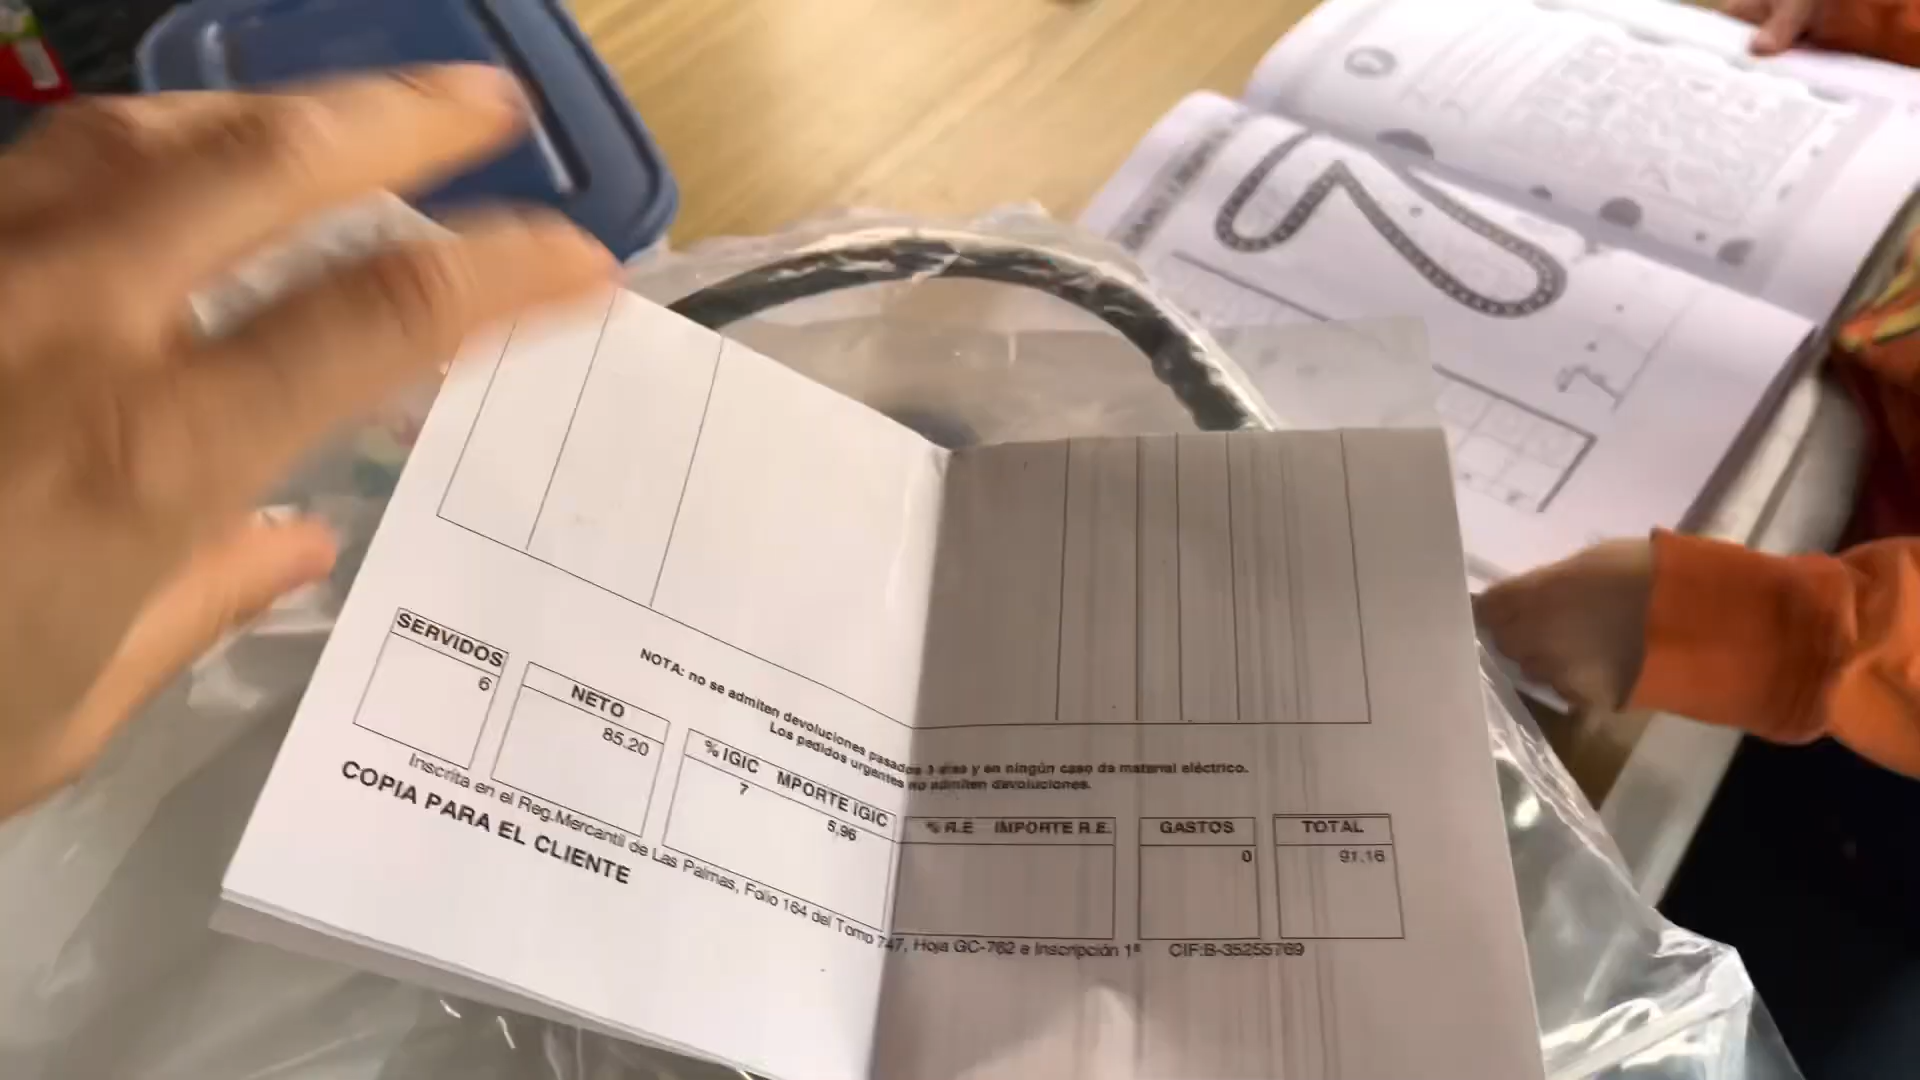 NOTA: no se admiten devoluciones pasados 3 días y en ningún caso de material eléctrico.
Los pedidos urgentes no admiten devoluciones.
SERVIDOS NETO % IGIC MPORTE IGIC % R.E IMPORTE R.E. GASTOS TOTAL
6 85,20 7 5,96 0 91,16
Inscrita en el Reg.Mercantil de Las Palmas, Folio 164 del Tomo 747, Hoja GC-762 e Inscripción 1ª CIF:B-35255769
COPIA PARA EL CLIENTE